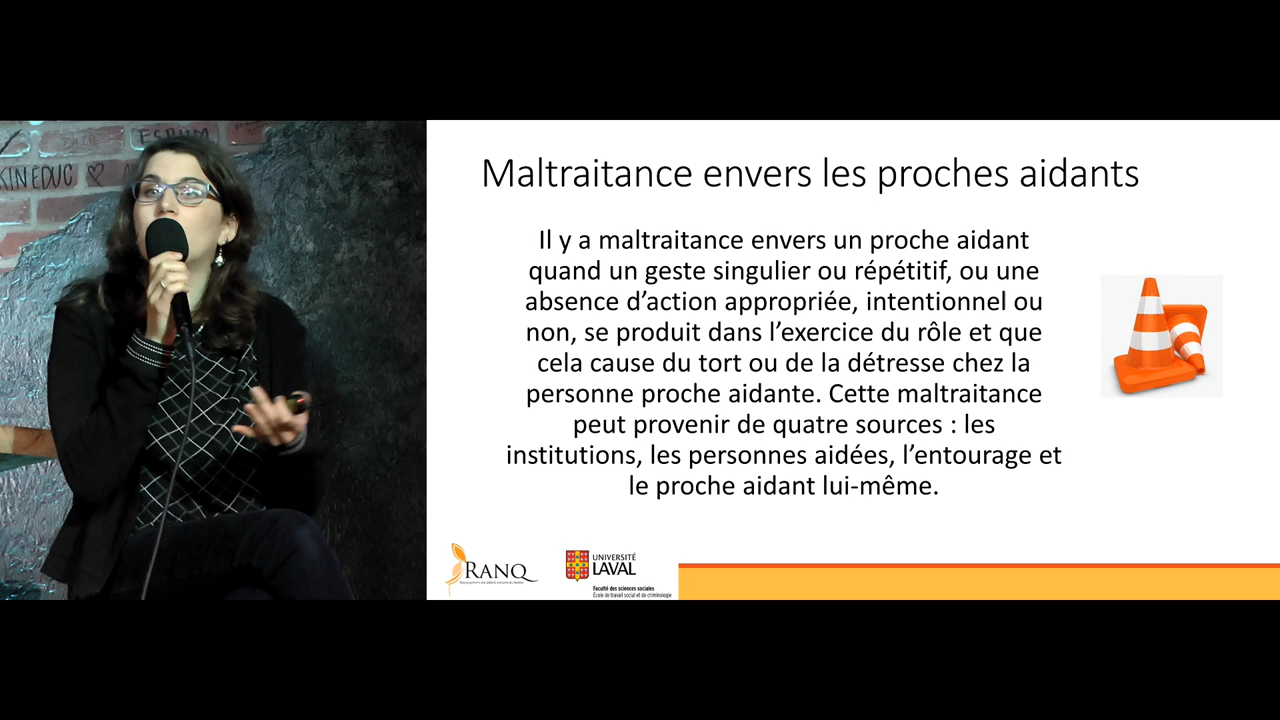 ESPUM
KINEDUC
Maltraitance envers les proches aidants
Il y a maltraitance envers un proche aidant
quand un geste singulier ou répétitif, ou une
absence d'action appropriée, intentionnel ou
non, se produit dans l'exercice du rôle et que
cela cause du tort ou de la détresse chez la
personne proche aidante. Cette maltraitance
peut provenir de quatre sources : les
institutions, les personnes aidées, l'entourage et
le proche aidant lui-même.
RANQ
UNIVERSITÉ
LAVAL
Faculté des sciences sociales
École de travail social et de criminologie